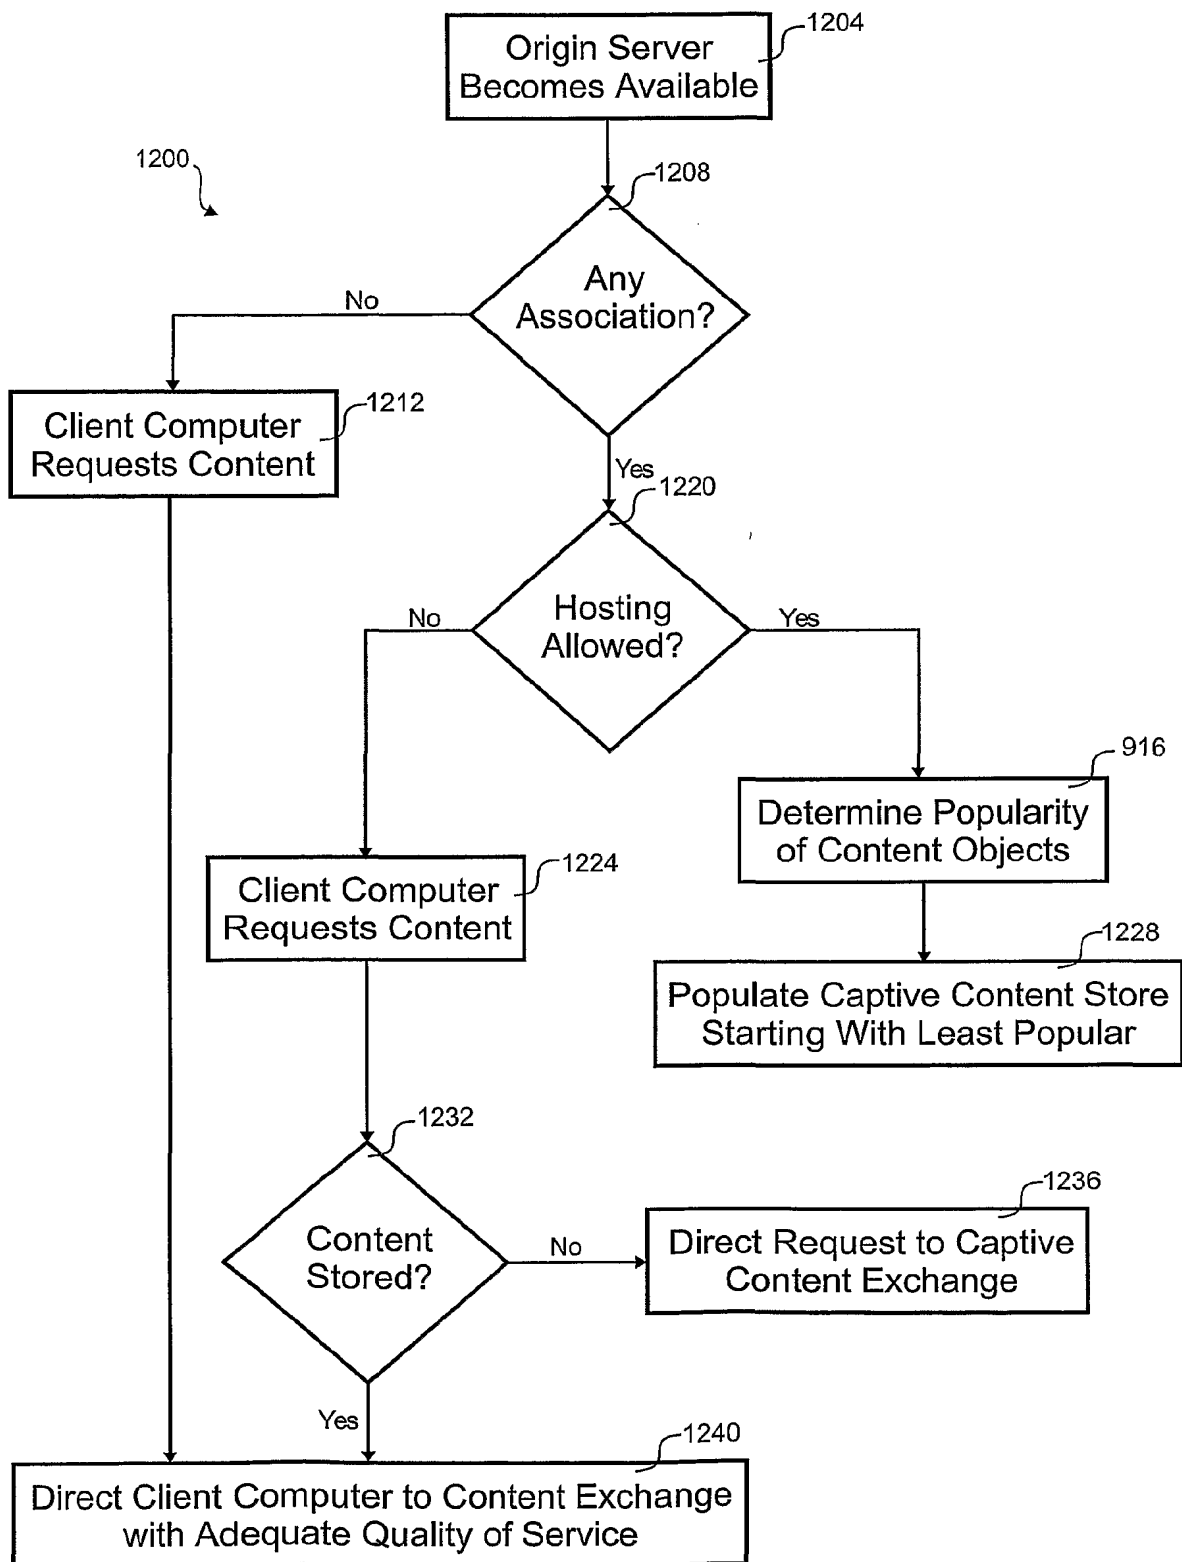 1204
Origin Server
Becomes Available
1200
1208
Any
Association?
No
Yes
1212
Client Computer
Requests Content
1220
Hosting
Allowed?
No
Yes
916
Determine Popularity
of Content Objects
1224
Client Computer
Requests Content
1228
Populate Captive Content Store
Starting With Least Popular
1232
Content
Stored?
No
Yes
1236
Direct Request to Captive
Content Exchange
1240
Direct Client Computer to Content Exchange
with Adequate Quality of Service